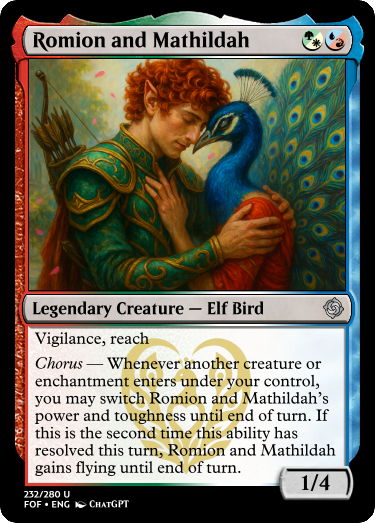 Romion and Mathildah
Legendary Creature — Elf Bird
Vigilance, reach
Chorus — Whenever another creature or
enchantment enters under your control,
you may switch Romion and Mathildah's
power and toughness until end of turn. If
this is the second time this ability has
resolved this turn, Romion and Mathildah
gains flying until end of turn.
1/4
232/280 U
FOF • ENG ChatGPT